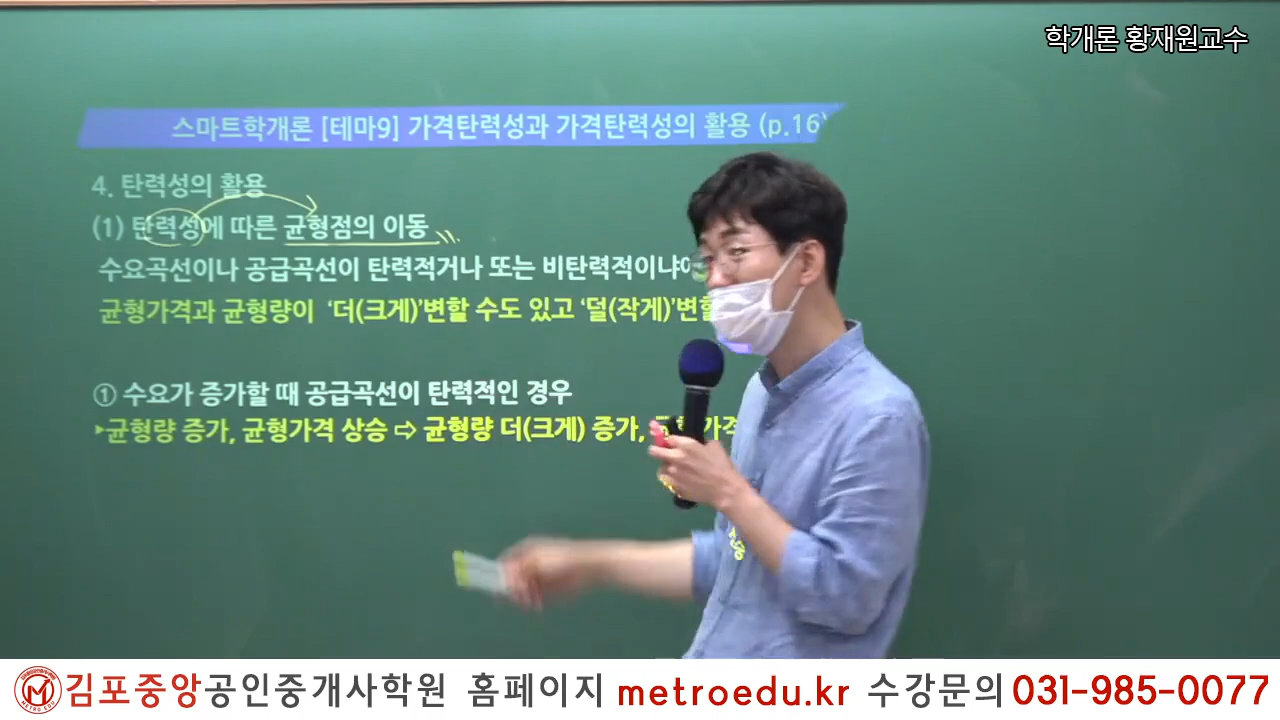 학개론 황재원교수
스마트학개론 [테마9] 가격탄력성과 가격탄력성의 활용 (p.16)
4. 탄력성의 활용
(1) 탄력성에 따른 균형점의 이동
수요곡선이나 공급곡선이 탄력적거나 또는 비탄력적이냐에
균형가격과 균형량이 '더(크게)'변할 수도 있고 '덜(작게)'변할
① 수요가 증가할 때 공급곡선이 탄력적인 경우
▶균형량 증가, 균형가격 상승 ⇨ 균형량 더(크게) 증가, 가격
김포중앙공인중개사학원 홈페이지 metroedu.kr 수강문의 031-985-0077